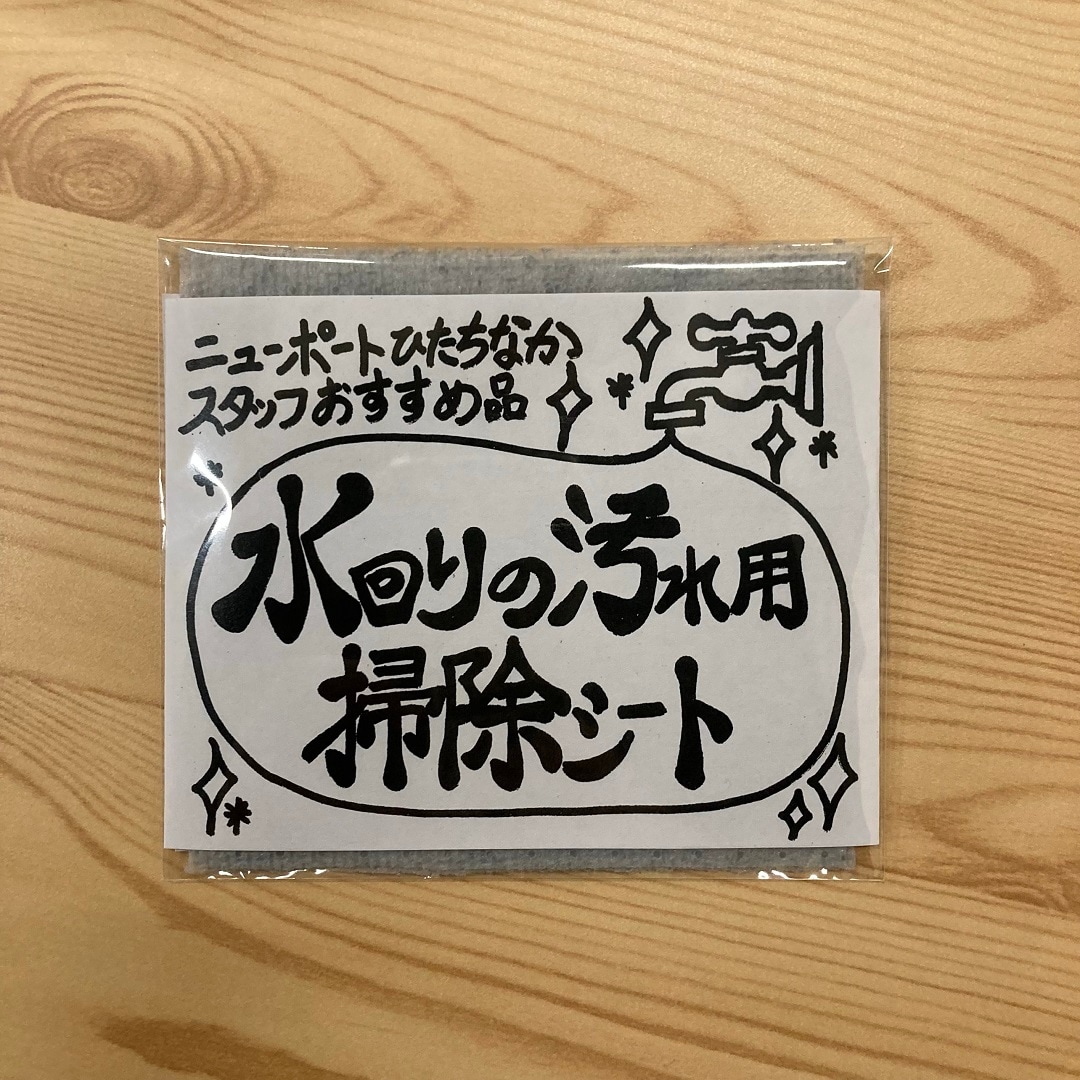 ニューポートひたちなか
スタッフおすすめ品
水回りの汚れ用
掃除シート